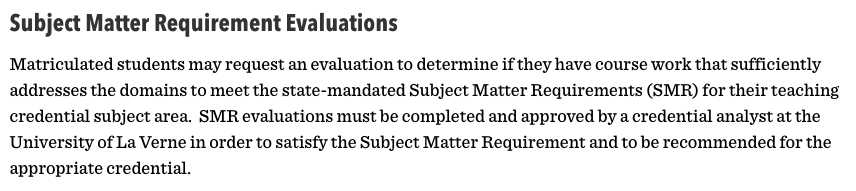 Subject Matter Requirement Evaluations
Matriculated students may request an evaluation to determine if they have course work that sufficiently
addresses the domains to meet the state-mandated Subject Matter Requirements (SMR) for their teaching
credential subject area.  SMR evaluations must be completed and approved by a credential analyst at the
University of La Verne in order to satisfy the Subject Matter Requirement and to be recommended for the
appropriate credential.